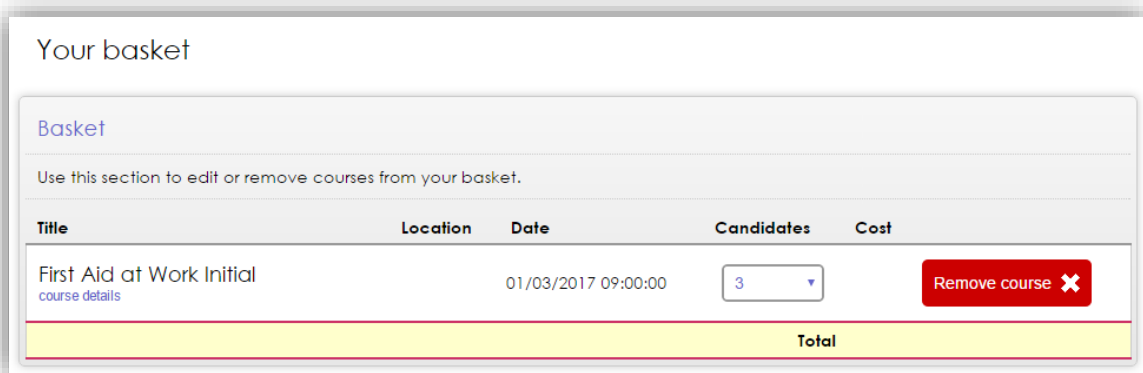 Your basket
Basket
Use this section to edit or remove courses from your basket.
Title Location Date Candidates Cost
First Aid at Work Initial 01/03/2017 09:00:00 3 Remove course
course details
Total